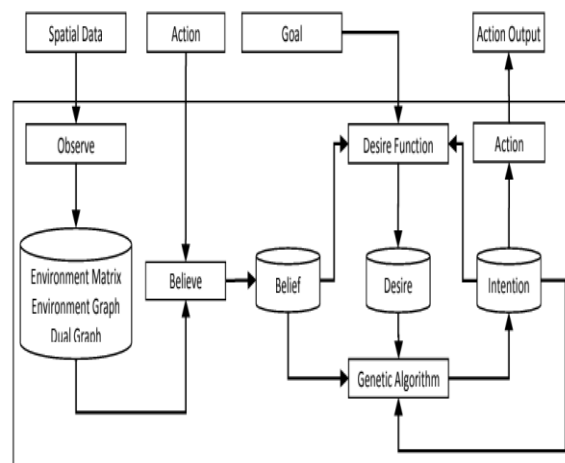 Spatial Data
Action
Goal
Action Output
Observe
Desire Function
Action
Environment Matrix
Environment Graph
Dual Graph
Believe
Belief
Desire
Intention
Genetic Algorithm